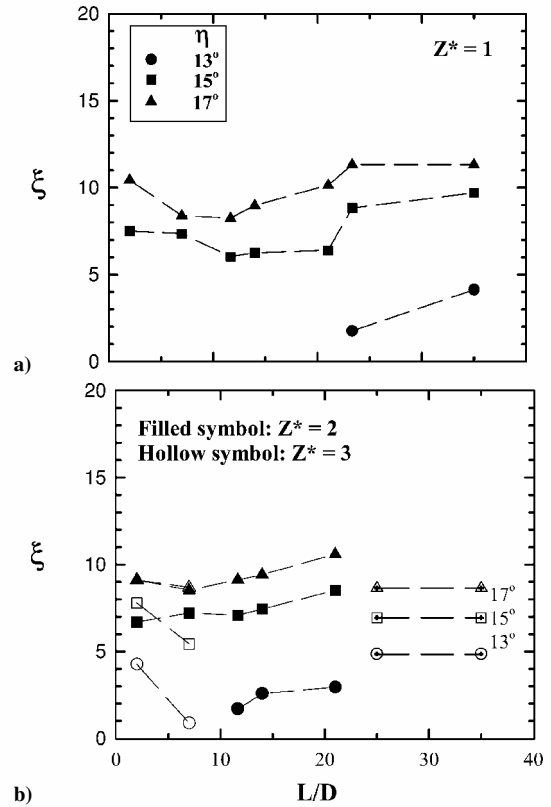 20
15
10
5
0
ξ
η
13°
15°
17°
Z* = 1
a)
20
15
10
5
0
ξ
Filled symbol: Z* = 2
Hollow symbol: Z* = 3
17°
15°
13°
0 10 20 30 40
L/D
b)